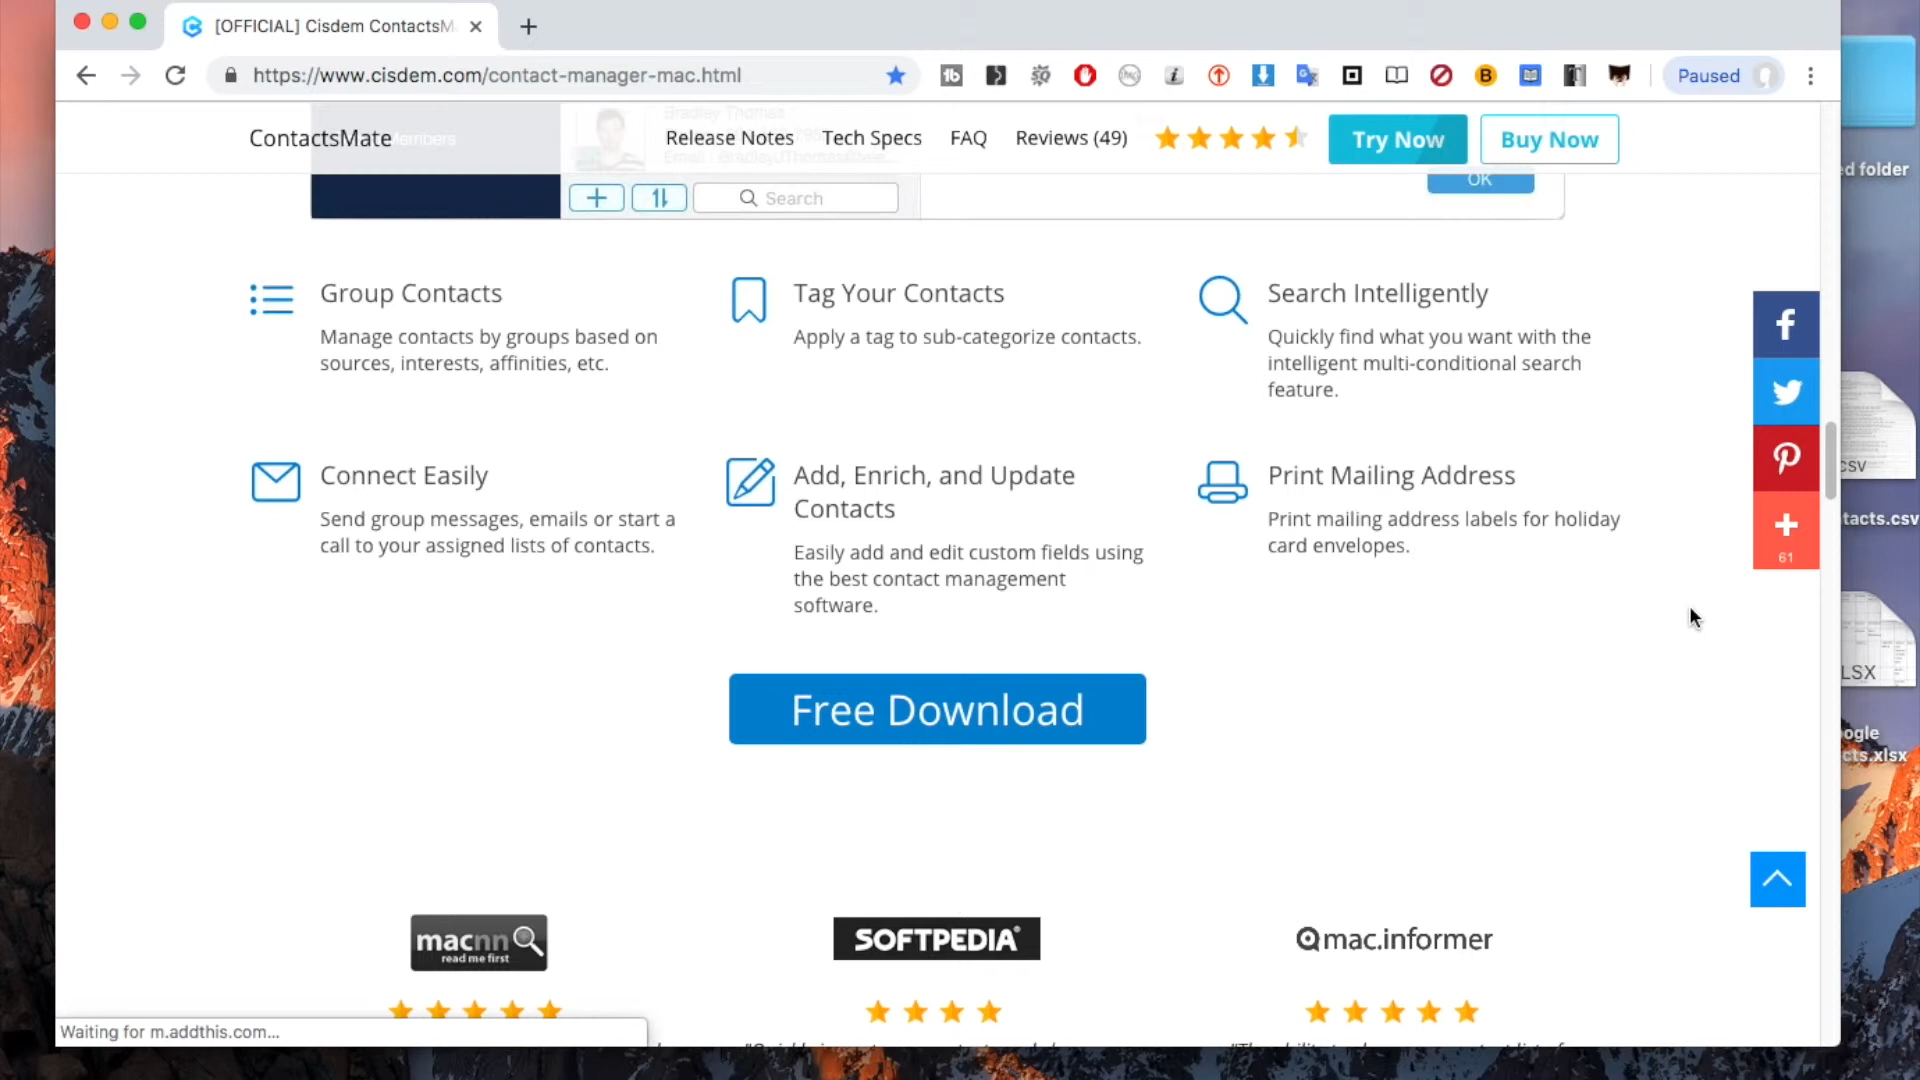 [OFFICIAL] Cisdem ContactsM
https://www.cisdem.com/contact-manager-mac.html
Paused
ContactsMate
Members
Bradley Thomas
Release Notes
Tech Specs
FAQ
Reviews (49)
Try Now
Buy Now
Search
OK
Group Contacts
Manage contacts by groups based on
sources, interests, affinities, etc.
Tag Your Contacts
Apply a tag to sub-categorize contacts.
Search Intelligently
Quickly find what you want with the
intelligent multi-conditional search
feature.
Connect Easily
Send group messages, emails or start a
call to your assigned lists of contacts.
Add, Enrich, and Update
Contacts
Easily add and edit custom fields using
the best contact management
software.
Print Mailing Address
Print mailing address labels for holiday
card envelopes.
61
Free Download
macnn
read me first
SOFTPEDIA®
mac.informer
Waiting for m.addthis.com...
ed folder
CSV
tacts.csv
LSX
ogle
cts.xlsx